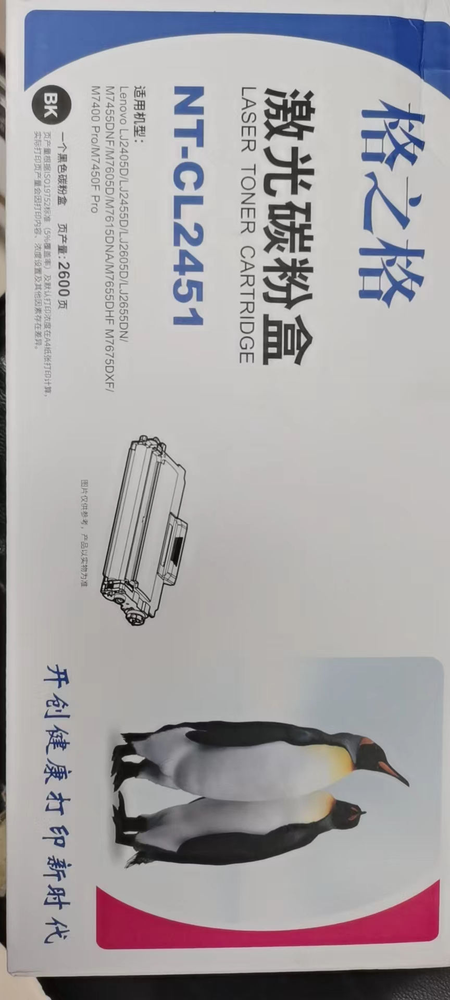 格之格
激光碳粉盒
LASER TONER CARTRIDGE
NT-CL2451
适用机型：
Lenovo LJ2405D/LJ2455D/LJ2605D/LJ2655DN/
M7455DNF/M7605D/M7615DNA/M7655DHF M7675DXF/
M7400 Pro/M7450F Pro
BK
一个黑色碳粉盒 页产量：2600页
页产量根据ISO19752标准（5%覆盖率）及默认打印浓度在A4纸张打印计算，
实际打印页产量会因打印内容、浓度设置及其他因素存在差异。
图片仅供参考，产品以实物为准
开创健康打印新时代